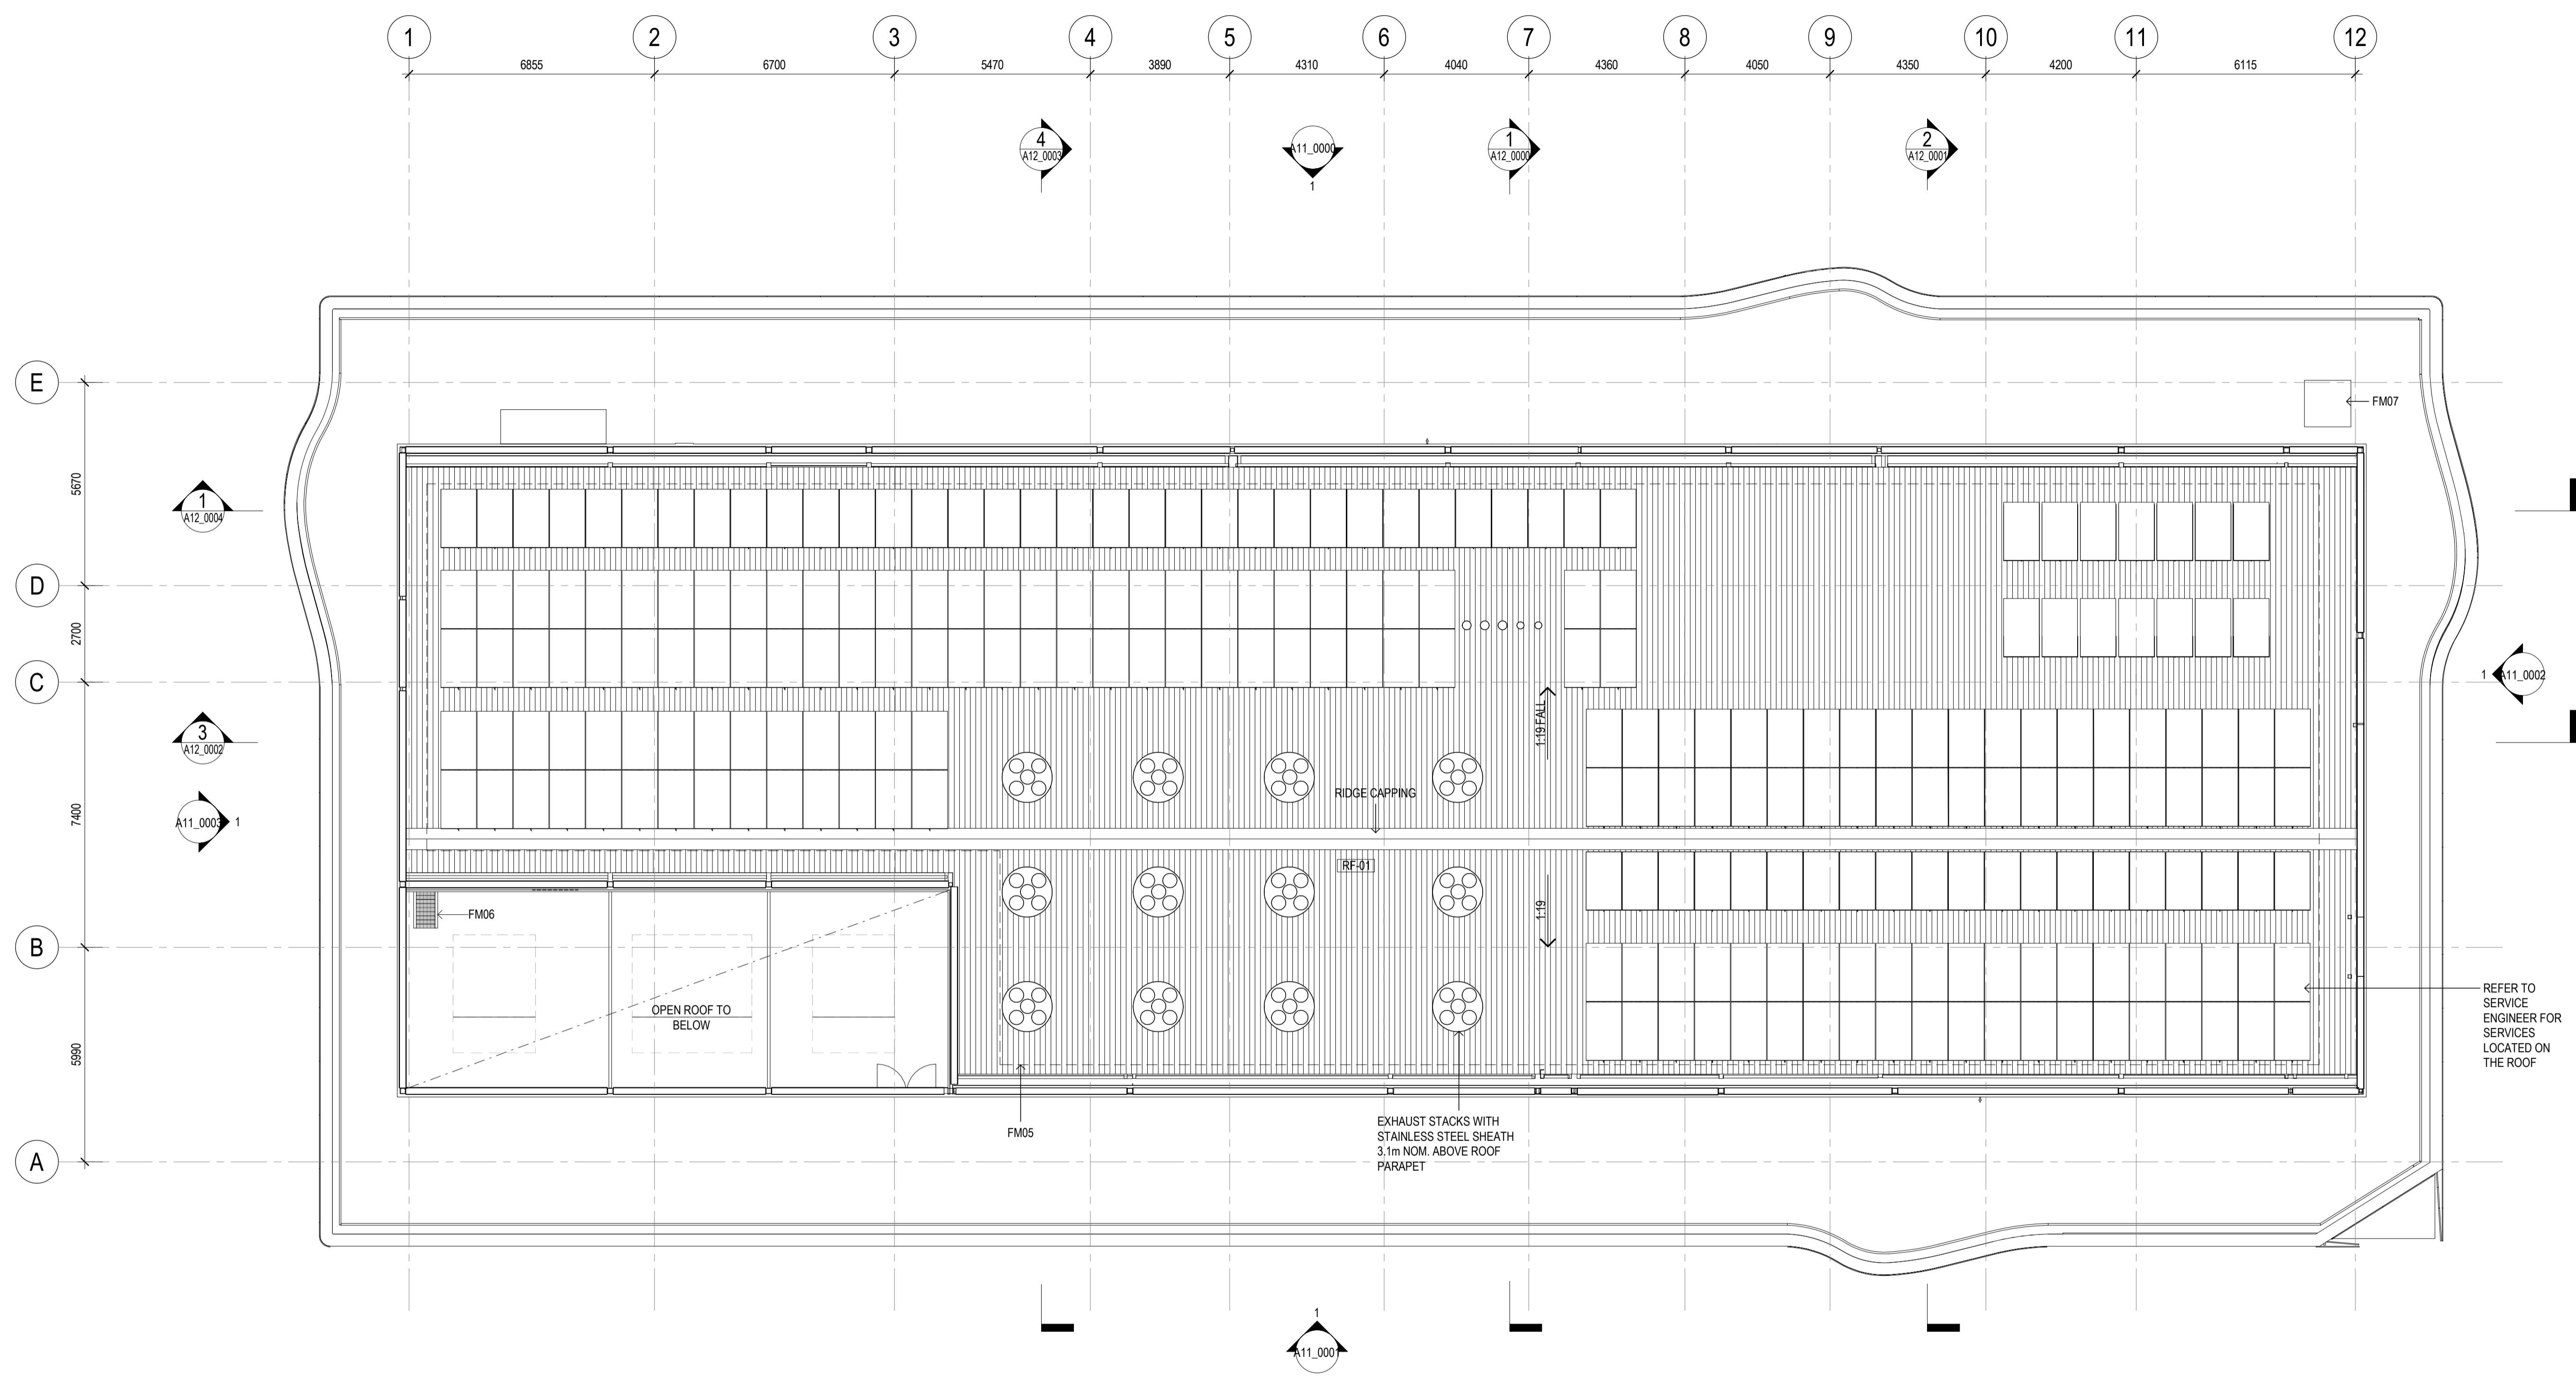 1 2 3 4 5 6 7 8 9 10 11 12
6855 6700 5470 3890 4310 4040 4360 4050 4350 4200 6115
4
A12_0003
A11_0000
1
1
A12_0000
2
A12_0001
E
FM07
5670
1
A12_0004
D
2700
C
1 A11_0002
3
A12_0002
1:19 FALL
RIDGE CAPPING
7400
A11_0003 1
RF-01
1:19
FM06
B
OPEN ROOF TO
BELOW
REFER TO
SERVICE
ENGINEER FOR
SERVICES
LOCATED ON
THE ROOF
5990
FM05
EXHAUST STACKS WITH
STAINLESS STEEL SHEATH
3.1m NOM. ABOVE ROOF
PARAPET
A
1
A11_0001